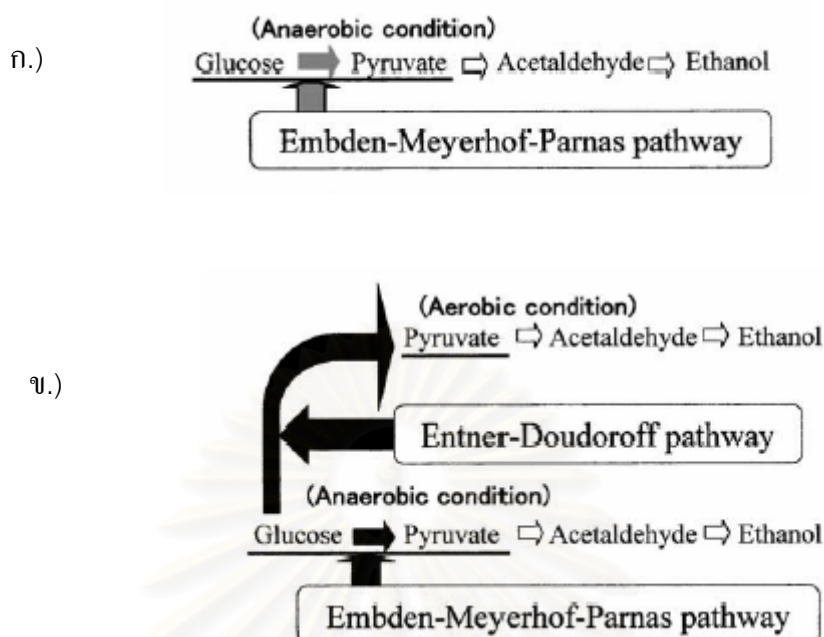 ก.)
(Anaerobic condition)
Glucose Pyruvate Acetaldehyde Ethanol
Embden-Meyerhof-Parnas pathway
ข.)
(Aerobic condition)
Pyruvate Acetaldehyde Ethanol
Entner-Doudoroff pathway
(Anaerobic condition)
Glucose Pyruvate Acetaldehyde Ethanol
Embden-Meyerhof-Parnas pathway